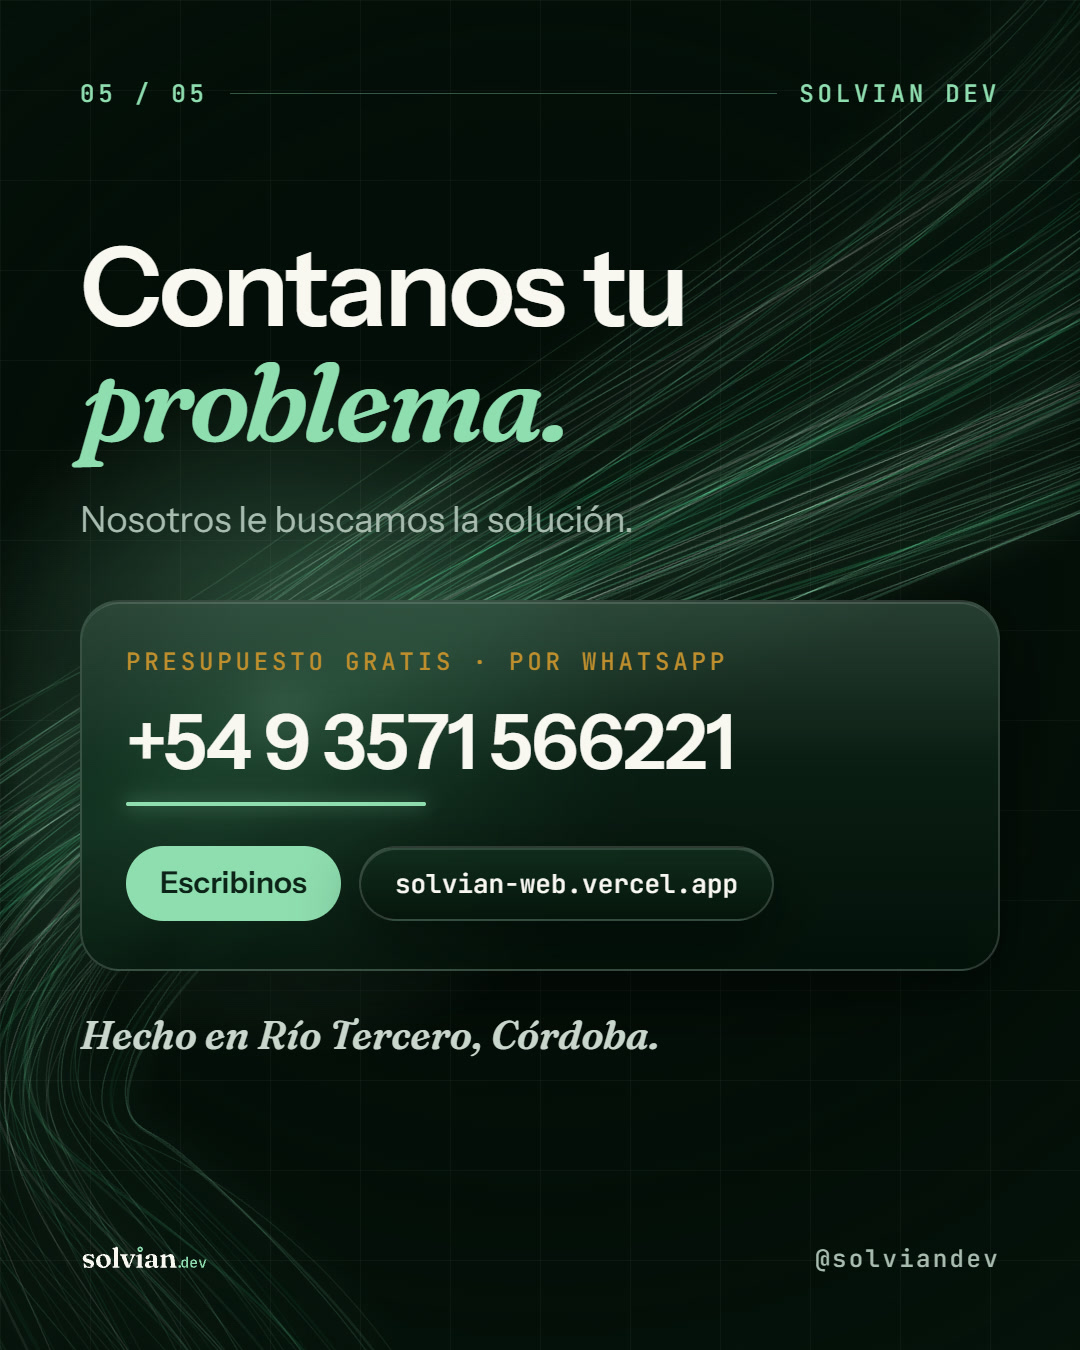 05 / 05
SOLVIAN DEV
Contanos tu
problema.
Nosotros le buscamos la solución.
PRESUPUESTO GRATIS · POR WHATSAPP
+54 9 3571 566221
Escribinos
solvian-web.vercel.app
Hecho en Río Tercero, Córdoba.
solvian.dev
@solviandev